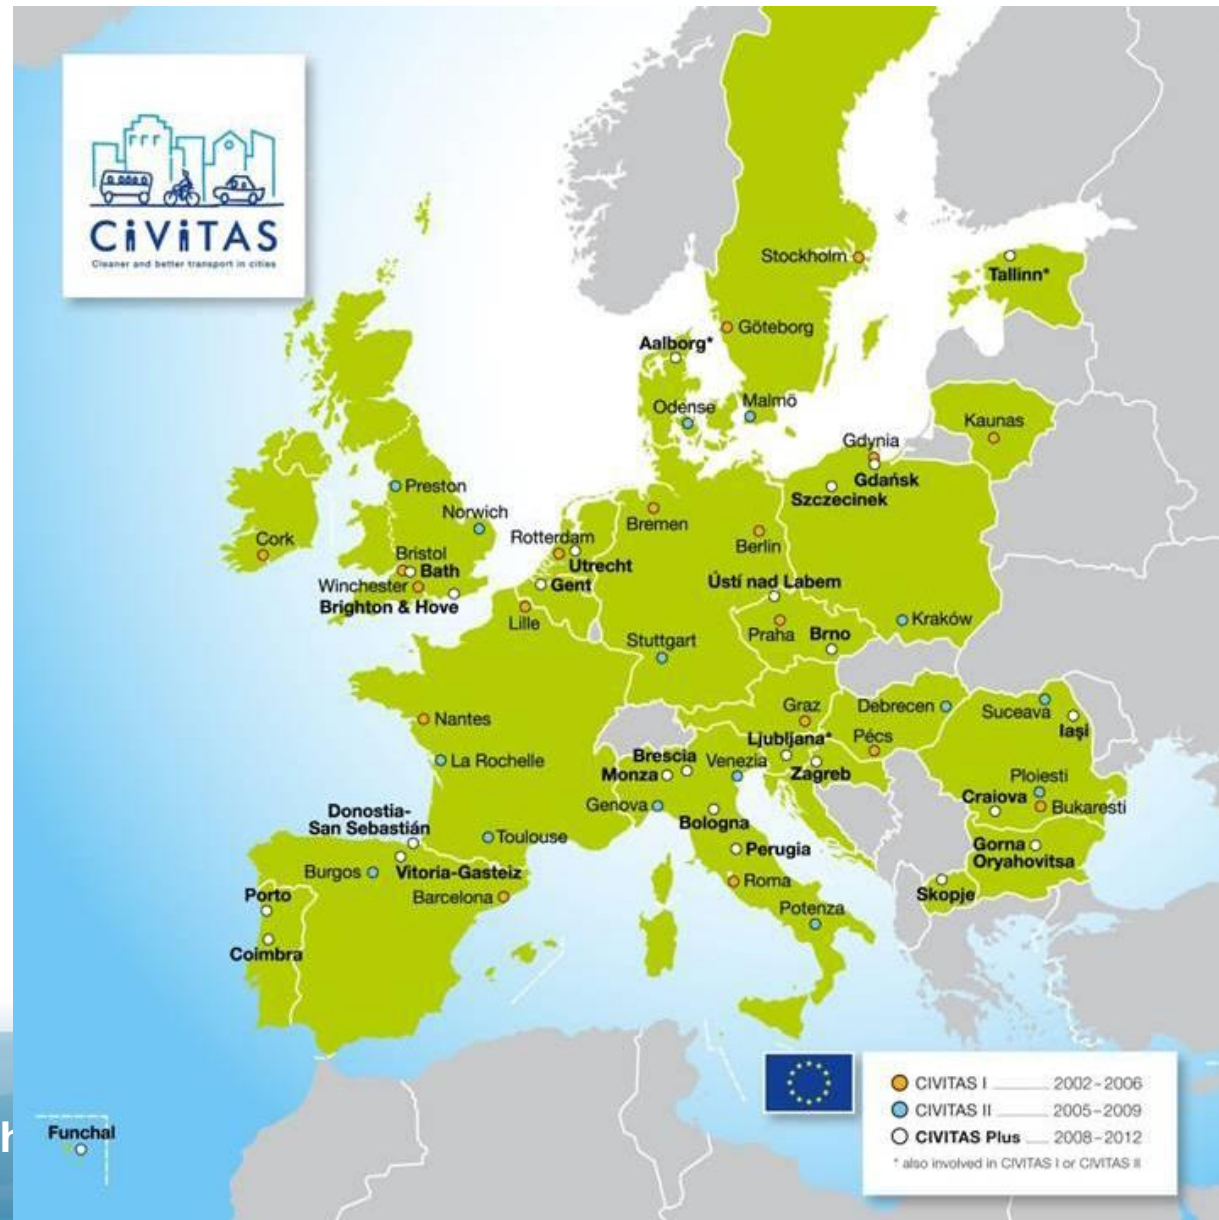 CiViTAS
Cleaner and better transport in cities
Stockholm
Tallinn*
Göteborg
Aalborg*
Odense
Malmö
Kaunas
Gdynia
Gdańsk
Szczecinek
Preston
Norwich
Bremen
Berlin
Cork
Rotterdam
Utrecht
Bristol
Bath
Gent
Winchester
Brighton & Hove
Lille
Ústí nad Labem
Praha
Brno
Kraków
Stuttgart
Nantes
Graz
Debrecen
Suceava
Iaşi
Ljubljana*
Pécs
La Rochelle
Brescia
Venezia
Monza
Zagreb
Ploiesti
Craiova
Bukaresti
Genova
Bologna
Donostia-
San Sebastián
Toulouse
Perugia
Gorna
Oryahovitsa
Burgos
Vitoria-Gasteiz
Barcelona
Roma
Skopje
Porto
Potenza
Coimbra
CIVITAS I 2002-2006
CIVITAS II 2005-2009
CIVITAS Plus 2008-2012
* also involved in CIVITAS I or CIVITAS II
Funchal